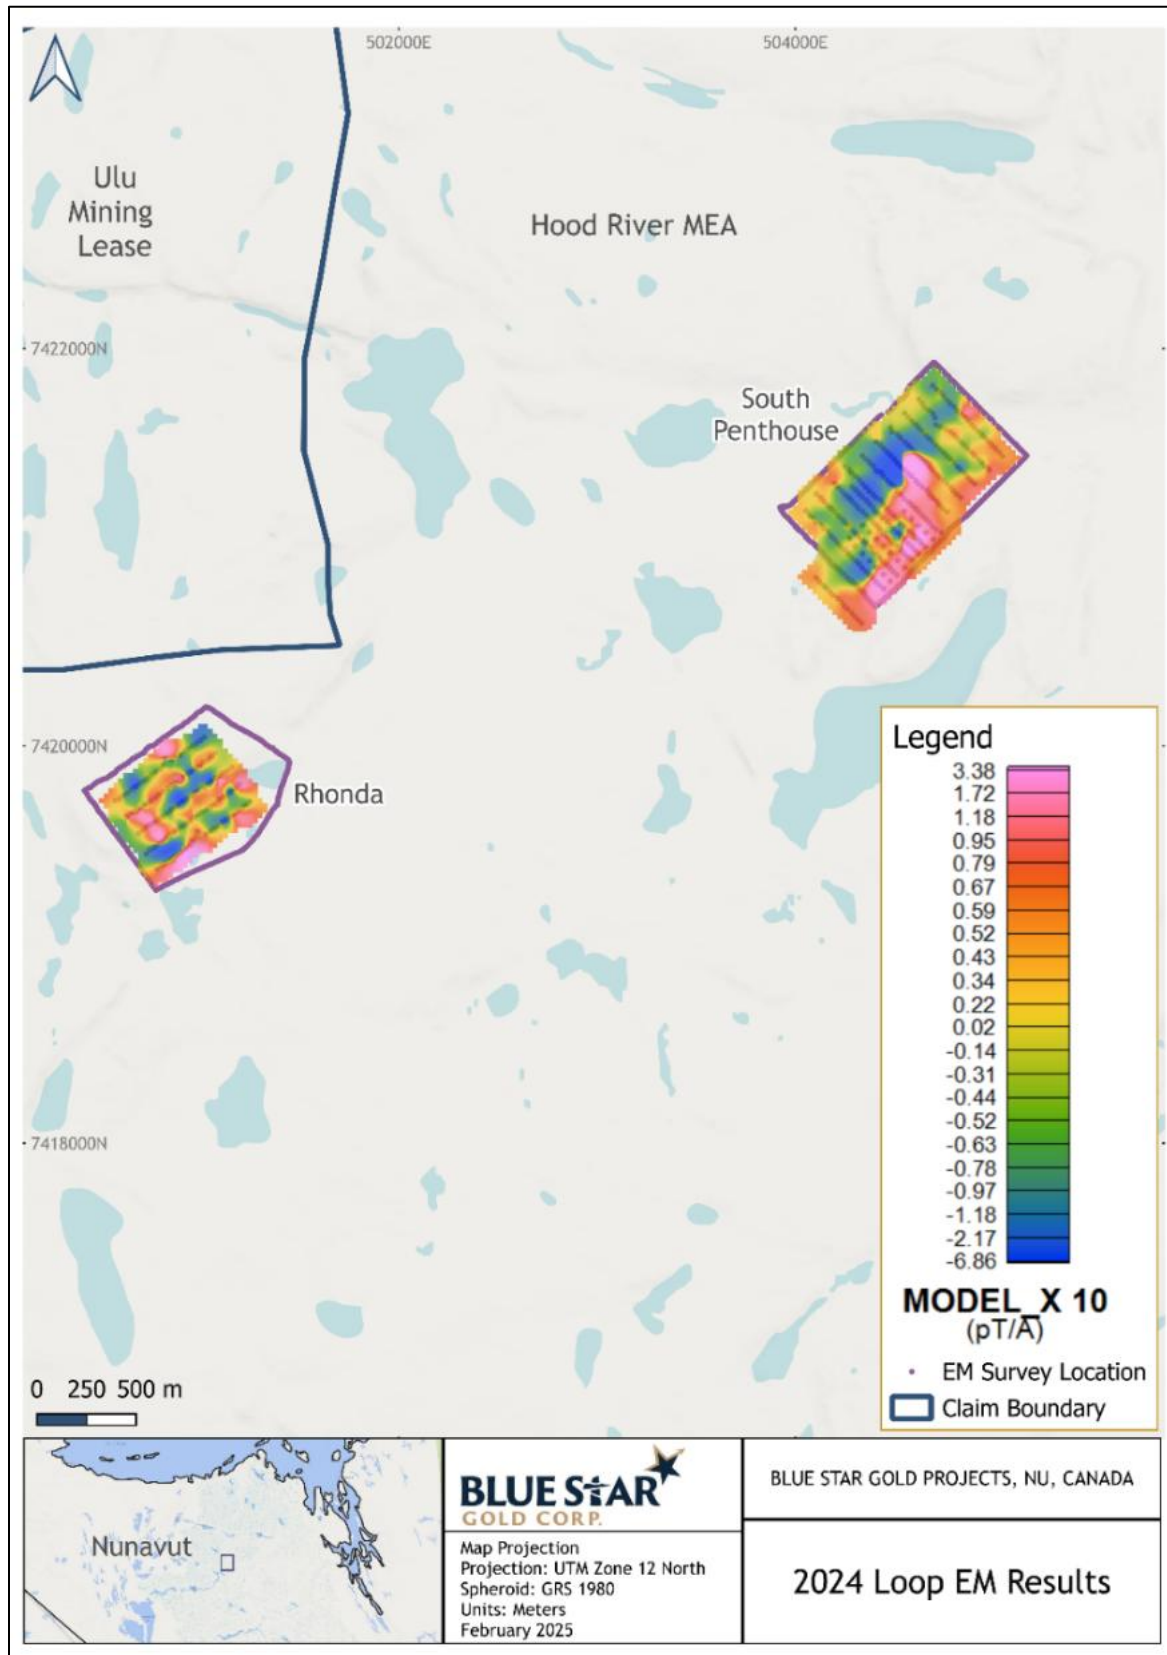 502000E
504000E
Ulu
Mining
Lease
Hood River MEA
7422000N
South
Penthouse
7420000N
Rhonda
Legend
3.38
1.72
1.18
0.95
0.79
0.67
0.59
0.52
0.43
0.34
0.22
0.02
-0.14
-0.31
-0.44
-0.52
-0.63
-0.78
-0.97
-1.18
-2.17
-6.86
7418000N
MODEL_X 10
(pT/A)
EM Survey Location
Claim Boundary
0 250 500 m
Nunavut
BLUE STAR
GOLD CORP.
Map Projection
Projection: UTM Zone 12 North
Spheroid: GRS 1980
Units: Meters
February 2025
BLUE STAR GOLD PROJECTS, NU, CANADA
2024 Loop EM Results